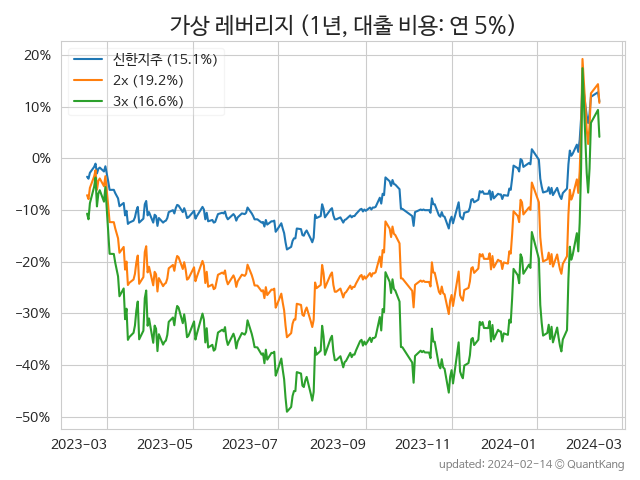 가상 레버리지 (1년, 대출 비용: 연 5%)
신한지주 (15.1%)
2x (19.2%)
3x (16.6%)
20%
10%
0%
−10%
−20%
−30%
−40%
−50%
2023-03 2023-05 2023-07 2023-09 2023-11 2024-01 2024-03
updated: 2024-02-14 © QuantKang